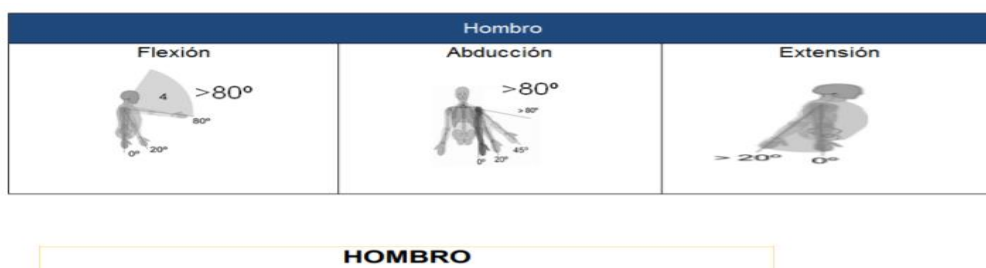 Hombro
Flexión Abducción Extensión
>80º >80º
4 > 80º
80º
0º 20º 0º 20º 45º > 20º 0º
HOMBRO